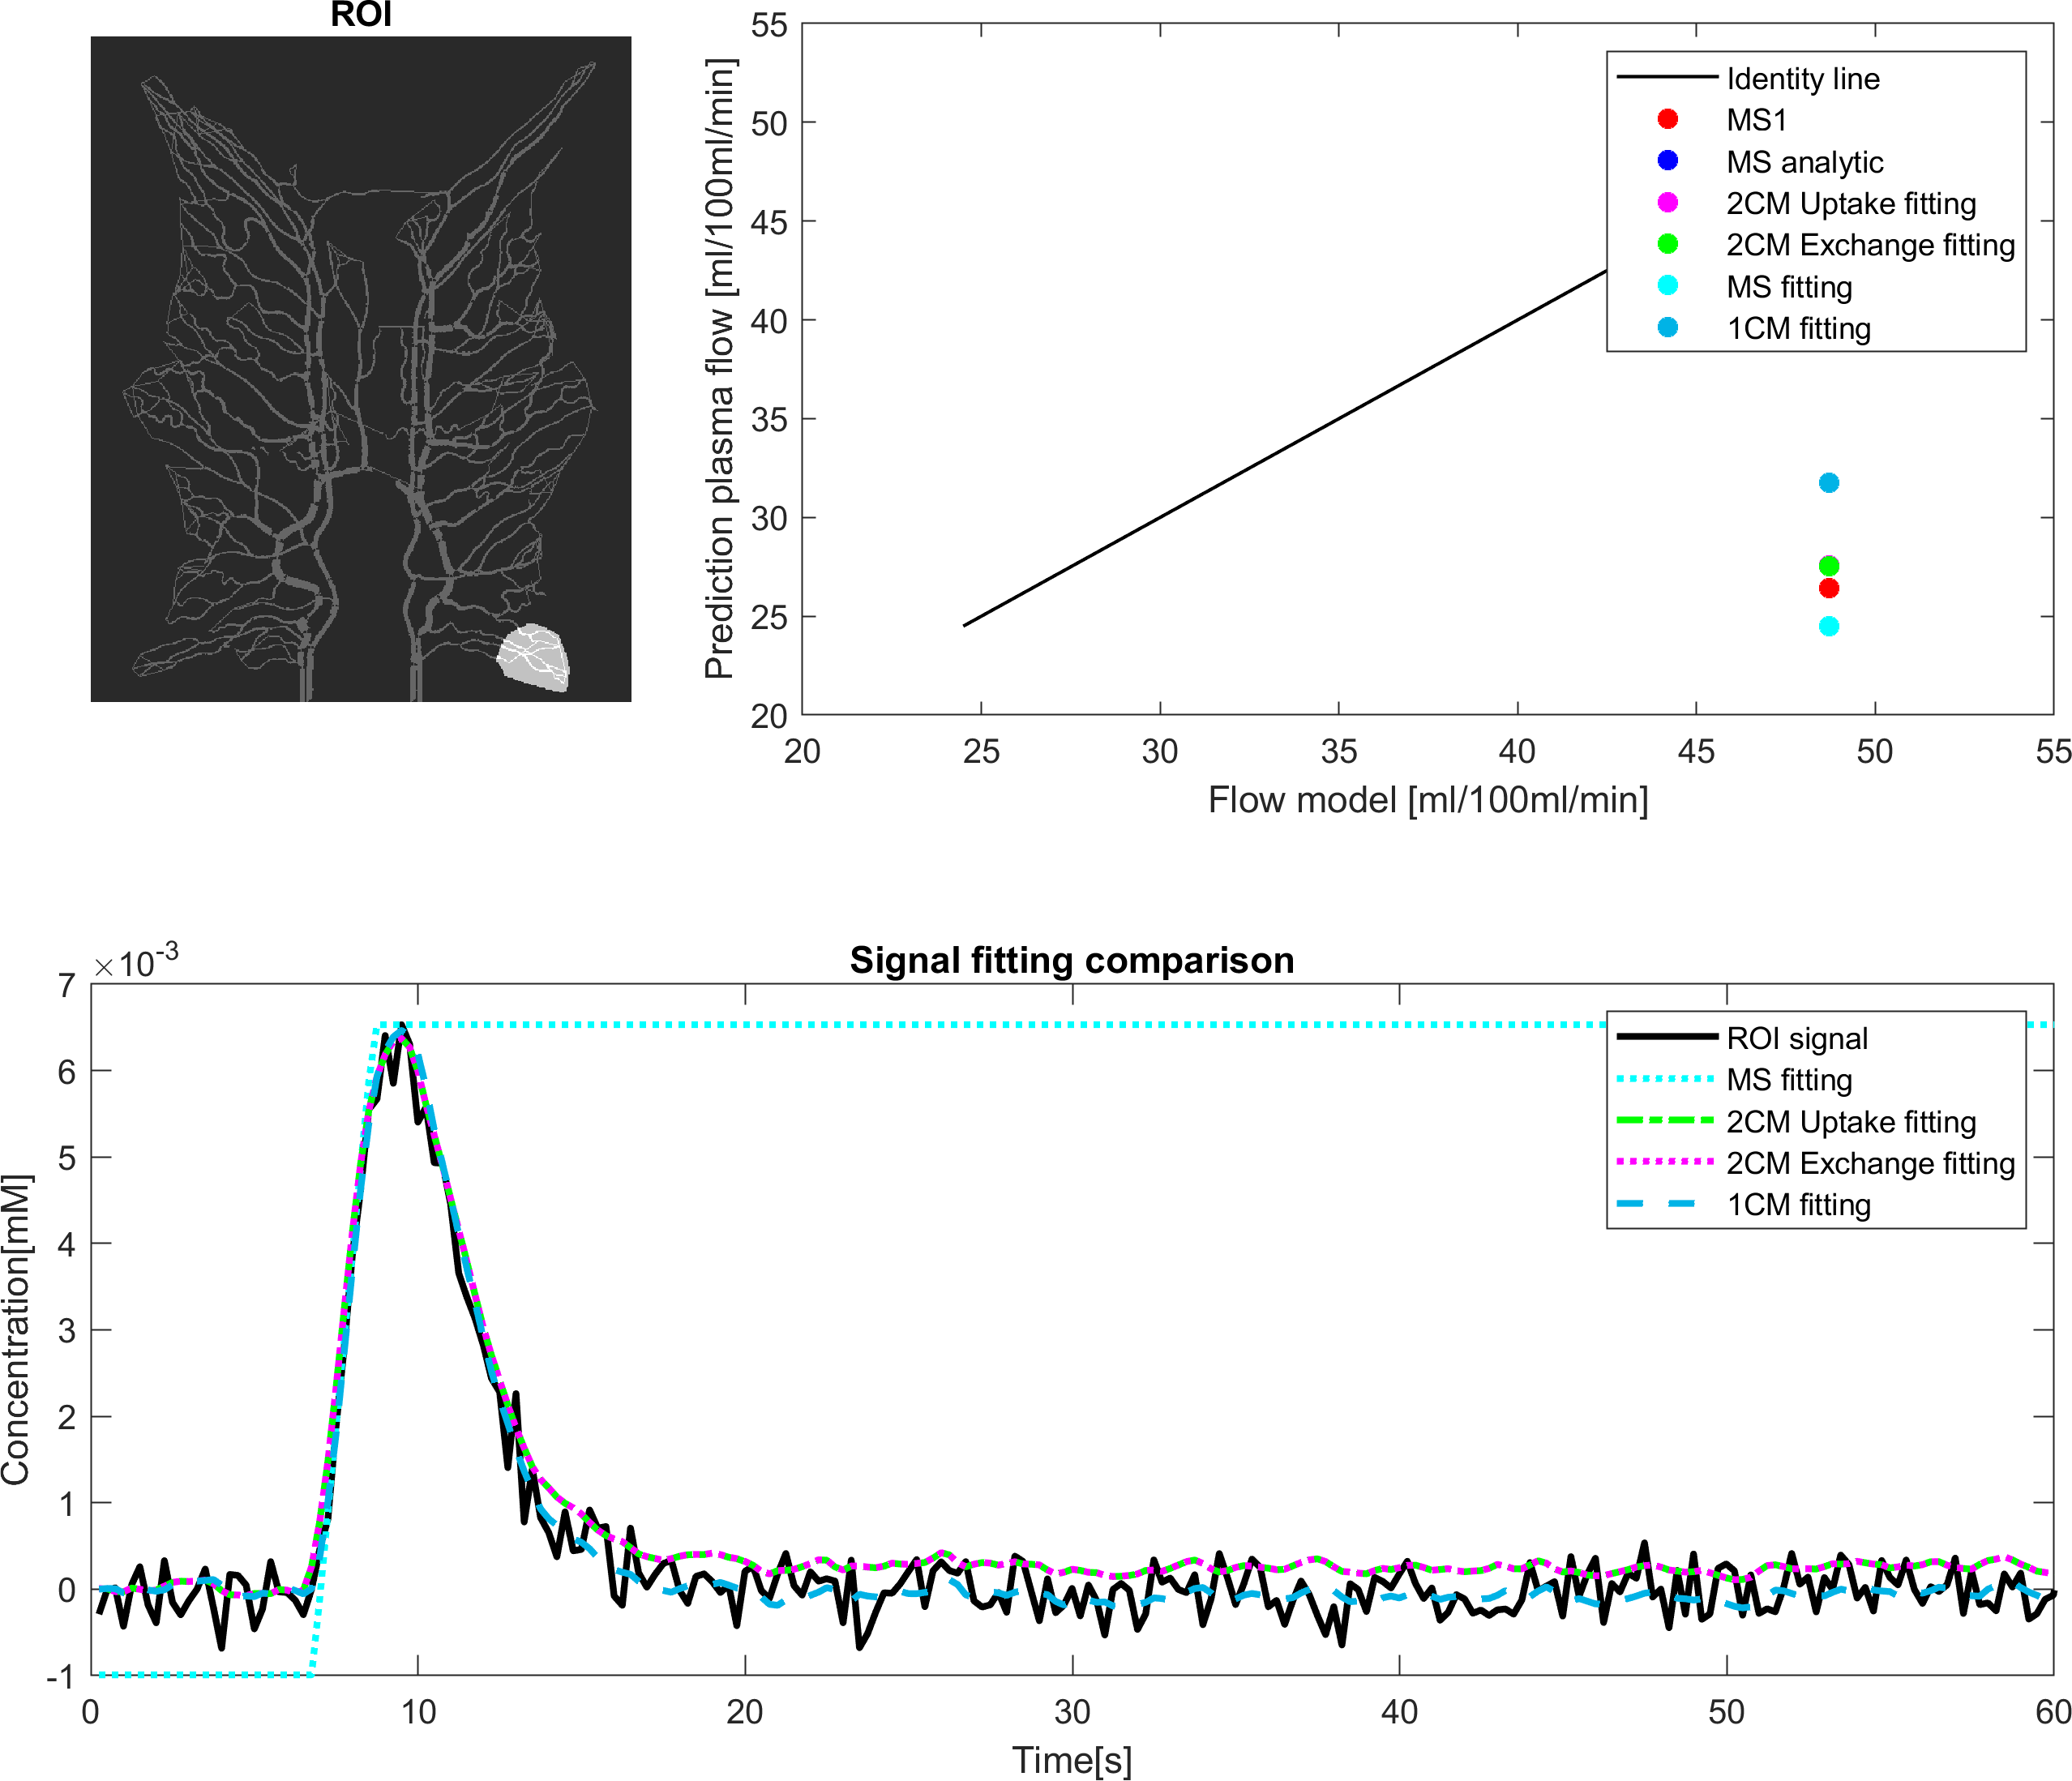 ROI
Prediction plasma flow [ml/100ml/min]
55
50
45
40
35
30
25
20
20 25 30 35 40 45 50 55
Flow model [ml/100ml/min]
Identity line
MS1
MS analytic
2CM Uptake fitting
2CM Exchange fitting
MS fitting
1CM fitting
Signal fitting comparison
×10-3
Concentration[mM]
7
6
5
4
3
2
1
0
-1
0 10 20 30 40 50 60
Time[s]
ROI signal
MS fitting
2CM Uptake fitting
2CM Exchange fitting
1CM fitting